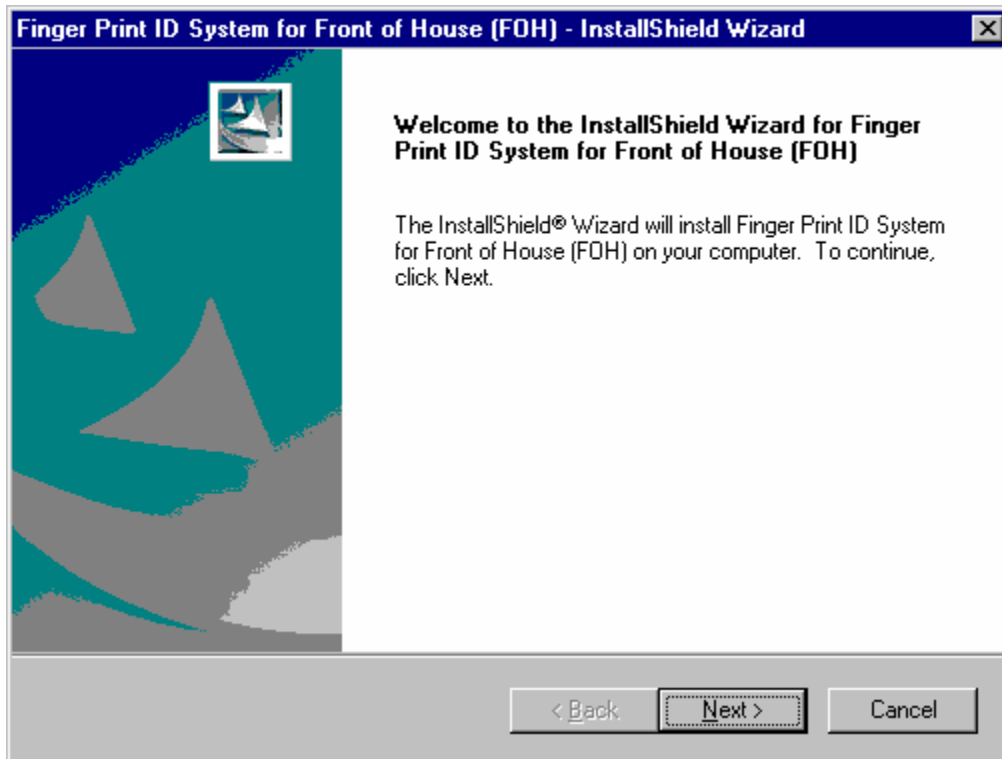 Finger Print ID System for Front of House (FOH) - InstallShield Wizard
Welcome to the InstallShield Wizard for Finger
Print ID System for Front of House (FOH)
The InstallShield® Wizard will install Finger Print ID System
for Front of House (FOH) on your computer. To continue,
click Next.
< Back Next > Cancel